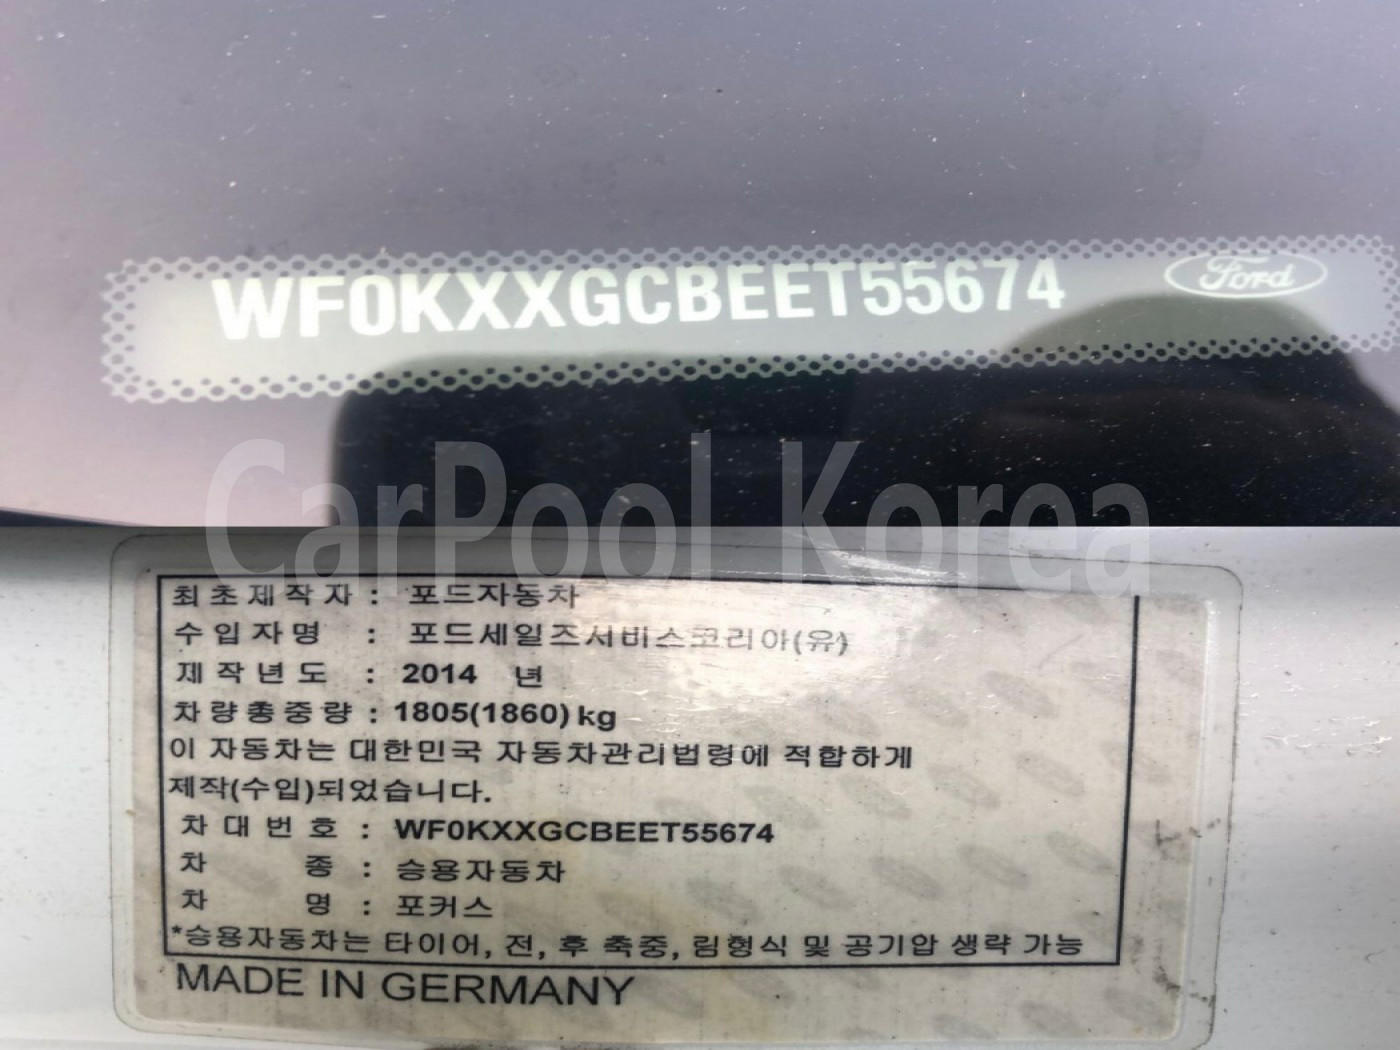 WF0KXXGCBEET55674 Ford
CarPool Korea
최초제작자 : 포드자동차
수입자명 : 포드세일즈서비스코리아(유)
제작년도 : 2014 년
차량총중량 : 1805(1860)kg
이 자동차는 대한민국 자동차관리법령에 적합하게
제작(수입)되었습니다.
차대번호 : WF0KXXGCBEET55674
차 종 : 승용자동차
차 명 : 포커스
*승용자동차는 타이어, 전, 후 축중, 림형식 및 공기압 생략 가능
MADE IN GERMANY